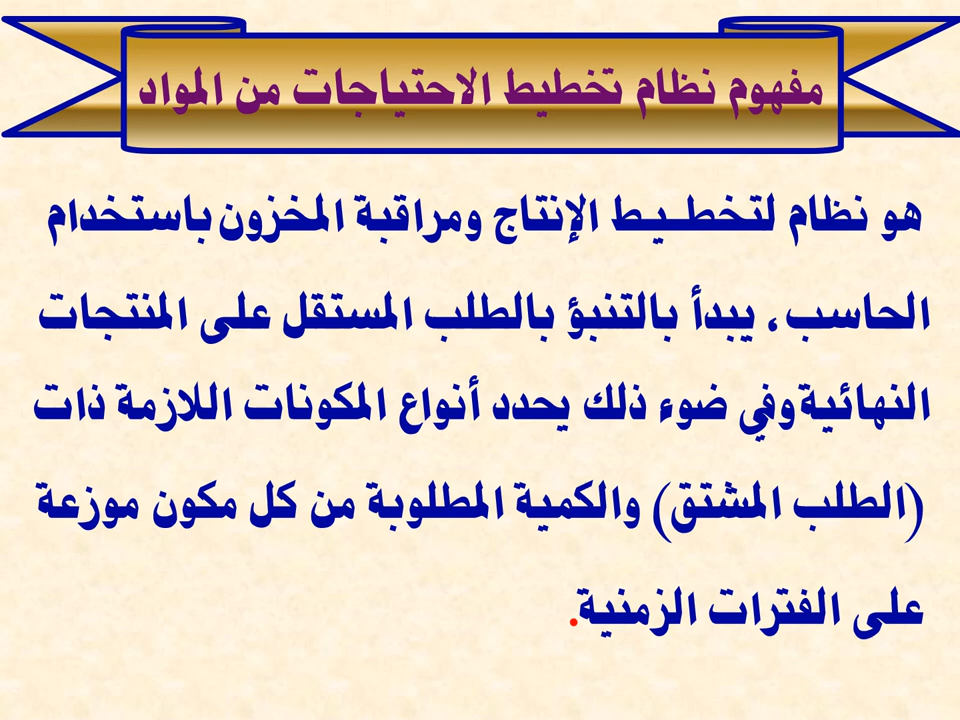 مفهوم نظام تخطيط الاحتياجات من المواد
هو نظام لتخطـيـط الإنتاج ومراقبة المخزون باستخدام
الحاسب، يبدأ بالتنبؤ بالطلب المستقل على المنتجات
النهائية وفي ضوء ذلك يحدد أنواع المكونات اللازمة ذات
(الطلب المشتق) والكمية المطلوبة من كل مكون موزعة
على الفترات الزمنية.